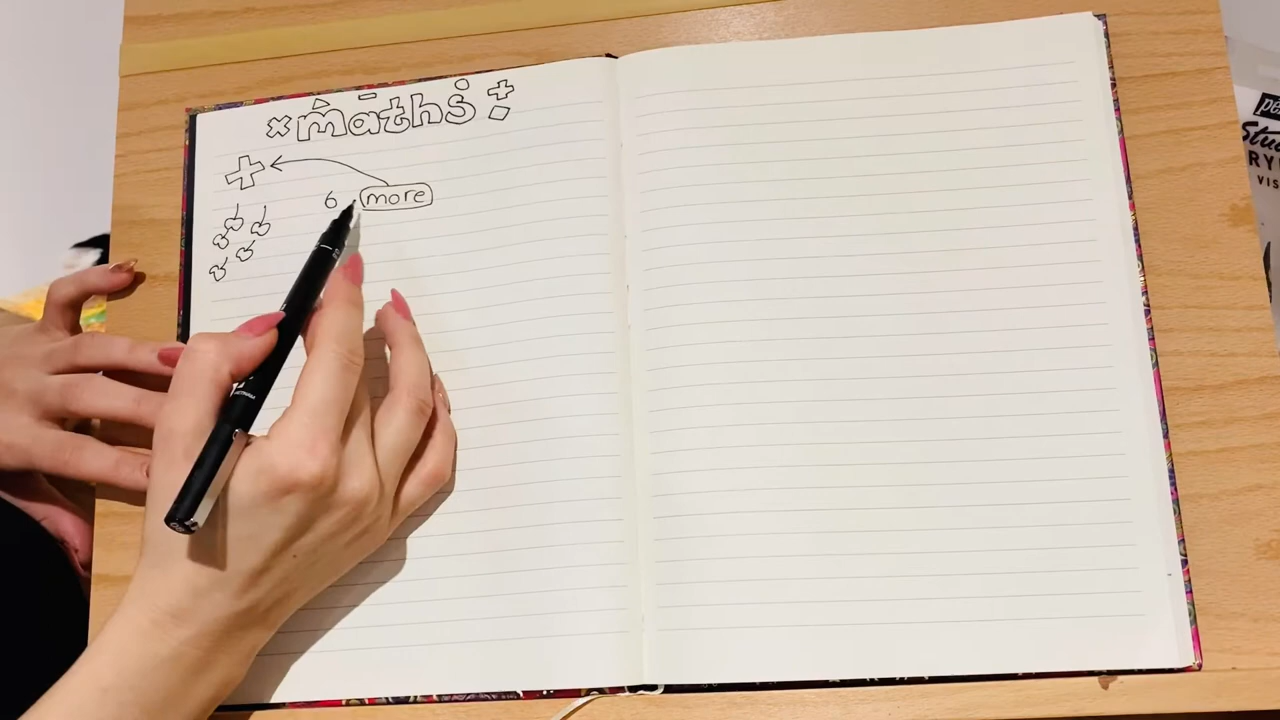 × maths +
+
6 more